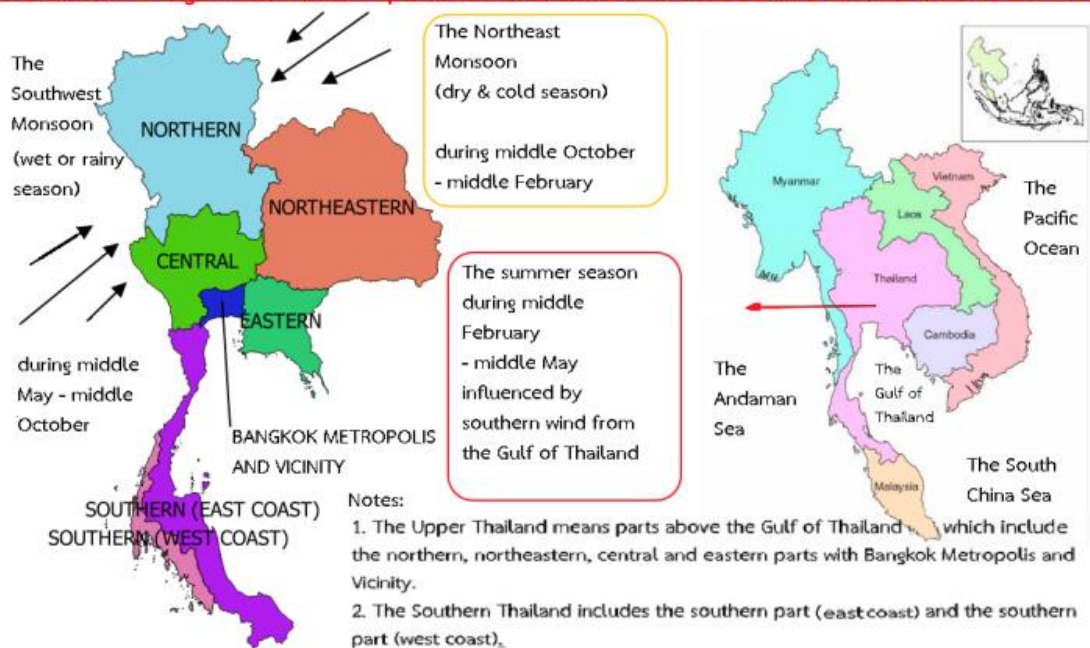 The
Southwest
Monsoon
(wet or rainy
season)
NORTHERN
NORTHEASTERN
CENTRAL
EASTERN
during middle
May - middle
October
BANGKOK METROPOLIS
AND VICINITY
SOUTHERN (EAST COAST)
SOUTHERN (WEST COAST)
The Northeast
Monsoon
(dry & cold season)
during middle October
- middle February
The summer season
during middle
February
- middle May
influenced by
southern wind from
the Gulf of Thailand
Myanmar
Vietnam
Laos
Thailand
Cambodia
Malaysia
The
Pacific
Ocean
The
Andaman
Sea
The
Gulf of
Thailand
The South
China Sea
Notes:
1. The Upper Thailand means parts above the Gulf of Thailand which include
the northern, northeastern, central and eastern parts with Bangkok Metropolis and
Vicinity.
2. The Southern Thailand includes the southern part (east coast) and the southern
part (west coast).